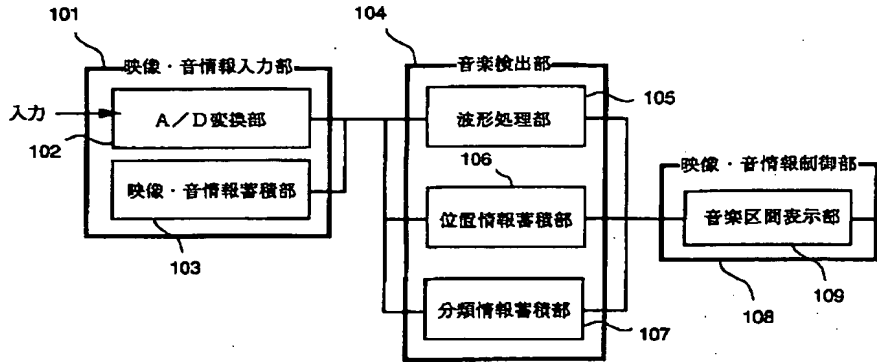 101
映像・音情報入力部
入力
A/D変換部
102
映像・音情報蓄積部
103
104
音楽検出部
波形処理部
105
106
位置情報蓄積部
分類情報蓄積部
107
映像・音情報制御部
音楽区間表示部
108
109